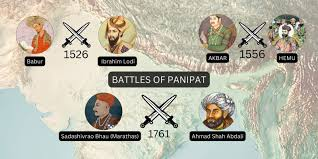 Babur
1526
Ibrahim Lodi
AKBAR
1556
HEMU
BATTLES OF PANIPAT
Sadashivrao Bhau (Marathas)
1761
Ahmad Shah Abdali